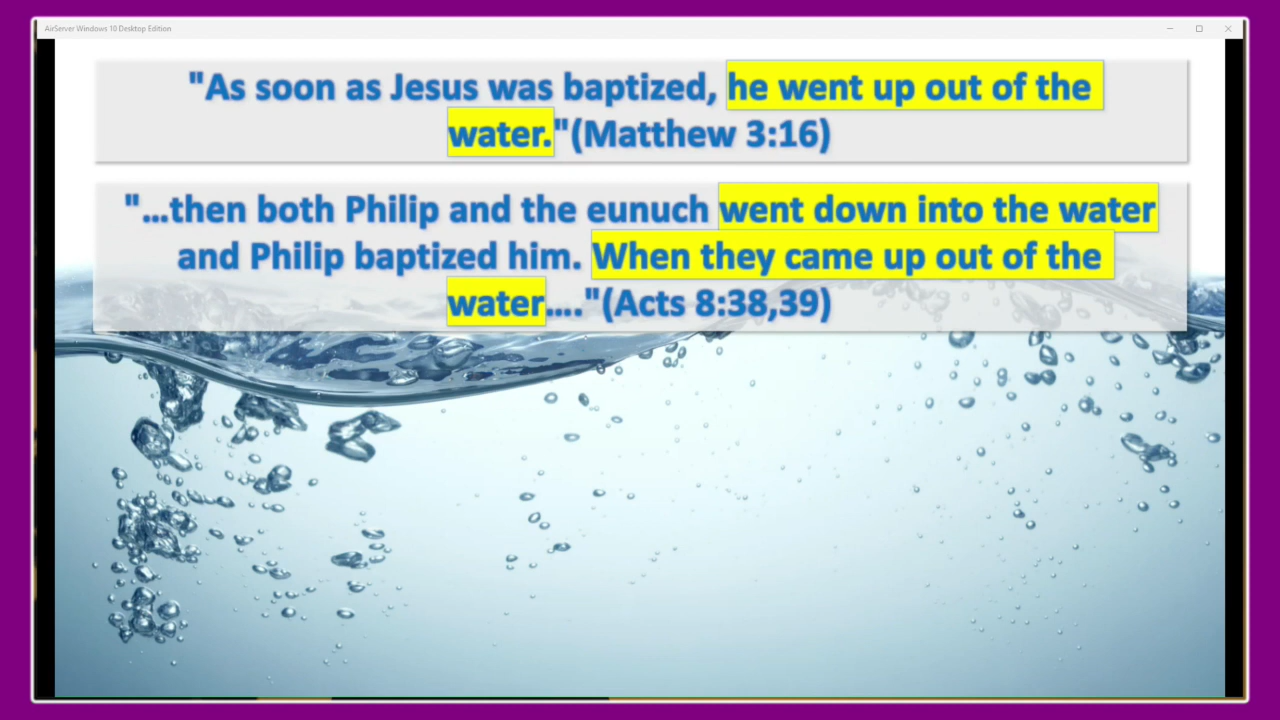 AirServer Windows 10 Desktop Edition
"As soon as Jesus was baptized, he went up out of the
water."(Matthew 3:16)
"...then both Philip and the eunuch went down into the water
and Philip baptized him. When they came up out of the
water...."(Acts 8:38,39)